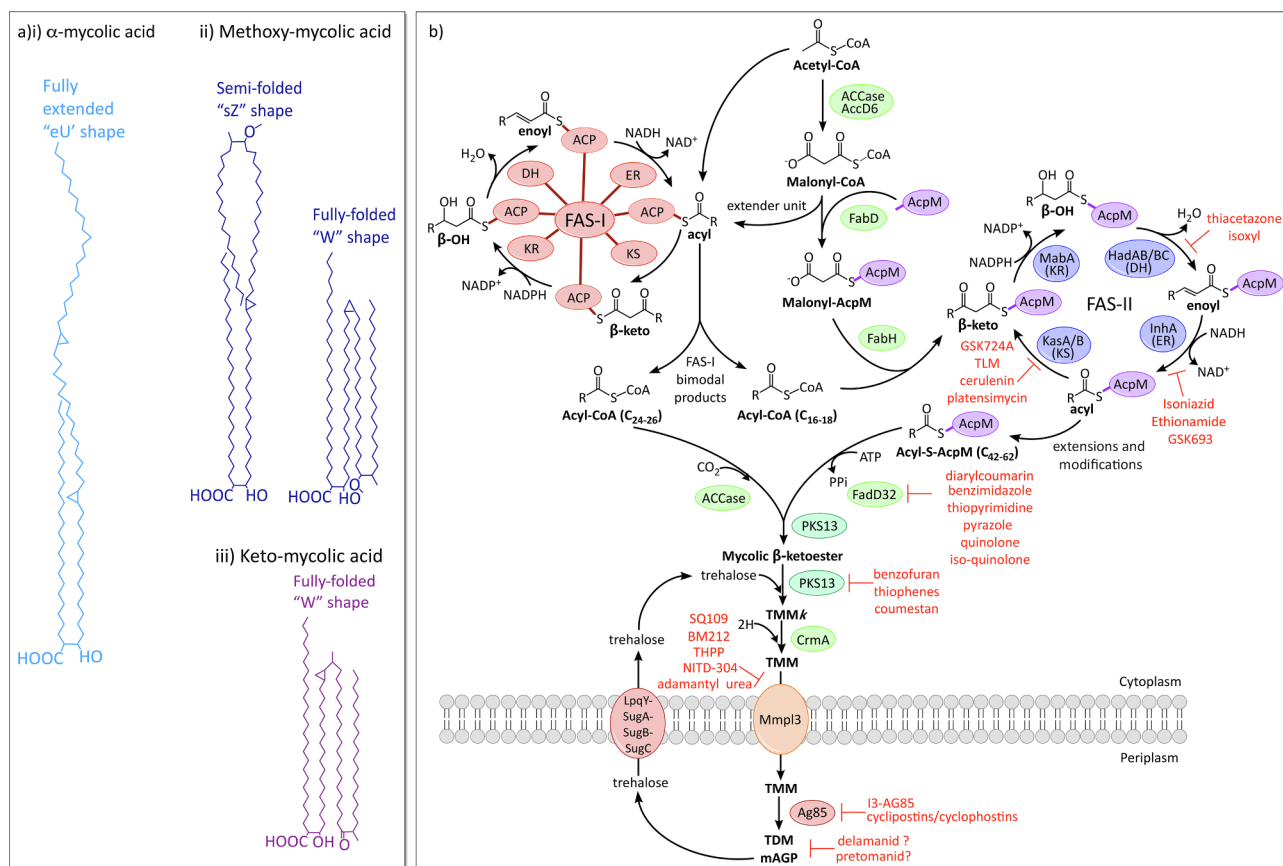 a)i) α-mycolic acid
Fully
extended
"eU' shape
HOOC
HO
ii) Methoxy-mycolic acid
Semi-folded
"sZ" shape
O
HOOC HO
Fully-folded
"W" shape
HOOC HO
O
iii) Keto-mycolic acid
Fully-folded
"W" shape
HOOC OH
O
b)
O
S-CoA
Acetyl-CoA
ACCase
AccD6
O O
-O S-CoA
Malonyl-CoA
AcpM
FabD
extender unit
O O
-O S AcpM
Malonyl-AcpM
FabH
O
R S
enoyl
ACP
NADH
NAD+
H2O
DH
ER
OH O
R S
β-OH
ACP
FAS-I
ACP
O
S R
acyl
KR
KS
NADP+
NADPH
ACP
O O
S R
β-keto
FAS-I
bimodal
products
O
R S-CoA
Acyl-CoA (C24-26)
O
R S-CoA
Acyl-CoA (C16-18)
OH O
R S AcpM
β-OH
H2O
thiacetazone
isoxyl
NADP+
NADPH
MabA
(KR)
HadAB/BC
(DH)
O
R S AcpM
enoyl
FAS-II
O O
R S AcpM
β-keto
KasA/B
(KS)
InhA
(ER)
NADH
NAD+
GSK724A
TLM
cerulenin
platensimycin
O
R S AcpM
acyl
Isoniazid
Ethionamide
GSK693
extensions and
modifications
O
R S AcpM
Acyl-S-AcpM (C42-62)
CO2
ACCase
ATP
PPi
FadD32
diarylcoumarin
benzimidazole
thiopyrimidine
pyrazole
quinolone
iso-quinolone
PKS13
Mycolic β-ketoester
trehalose
PKS13
benzofuran
thiophenes
coumestan
TMMk
2H
CrmA
SQ109
BM212
THPP
NITD-304
adamantyl urea
TMM
trehalose
Cytoplasm
LpqY-
SugA-
SugB-
SugC
Mmpl3
Periplasm
trehalose
TMM
Ag85
I3-AG85
cyclipostins/cyclophostins
TDM
mAGP
delamanid ?
pretomanid?